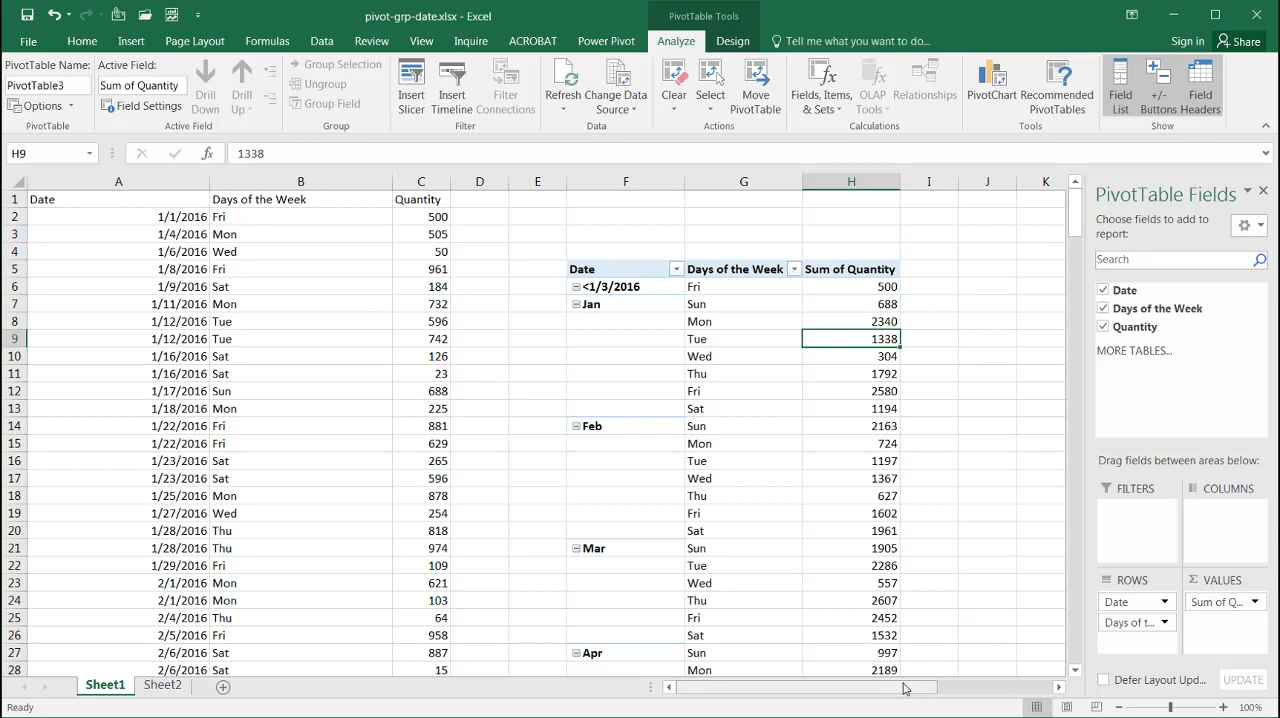 pivot-grp-date.xlsx - Excel
PivotTable Tools
File Home Insert Page Layout Formulas Data Review View Inquire ACROBAT Power Pivot Analyze Design Tell me what you want to do... Sign in Share
PivotTable Name:
PivotTable3
Options
PivotTable
Active Field:
Sum of Quantity
Field Settings
Drill Down
Drill Up
Active Field
Group Selection
Ungroup
Group Field
Group
Insert Slicer
Insert Timeline
Filter Connections
Filter
Refresh
Change Data Source
Data
Clear
Select
Move PivotTable
Actions
Fields, Items, & Sets
OLAP Tools
Relationships
Calculations
PivotChart
Recommended PivotTables
Tools
Field List
+/- Buttons
Field Headers
Show
H9 fx 1338
A B C D E F G H I J K
1 Date Days of the Week Quantity
2 1/1/2016 Fri 500
3 1/4/2016 Mon 505
4 1/6/2016 Wed 50
5 1/8/2016 Fri 961 Date Days of the Week Sum of Quantity
6 1/9/2016 Sat 184 <1/3/2016 Fri 500
7 1/11/2016 Mon 732 Jan Sun 688
8 1/12/2016 Tue 596 Mon 2340
9 1/12/2016 Tue 742 Tue 1338
10 1/16/2016 Sat 126 Wed 304
11 1/16/2016 Sat 23 Thu 1792
12 1/17/2016 Sun 688 Fri 2580
13 1/18/2016 Mon 225 Sat 1194
14 1/22/2016 Fri 881 Feb Sun 2163
15 1/22/2016 Fri 629 Mon 724
16 1/23/2016 Sat 265 Tue 1197
17 1/23/2016 Sat 596 Wed 1367
18 1/25/2016 Mon 878 Thu 627
19 1/27/2016 Wed 254 Fri 1602
20 1/28/2016 Thu 818 Sat 1961
21 1/28/2016 Thu 974 Mar Sun 1905
22 1/29/2016 Fri 109 Tue 2286
23 2/1/2016 Mon 621 Wed 557
24 2/1/2016 Mon 103 Thu 2607
25 2/4/2016 Thu 64 Fri 2452
26 2/5/2016 Fri 958 Sat 1532
27 2/6/2016 Sat 887 Apr Sun 997
28 2/6/2016 Sat 15 Mon 2189
PivotTable Fields
Choose fields to add to
report:
Search
Date
Days of the Week
Quantity
MORE TABLES...
Drag fields between areas below:
FILTERS COLUMNS
ROWS Σ VALUES
Date Sum of Q...
Days of t...
Defer Layout Upd... UPDATE
Sheet1 Sheet2
Ready 100%